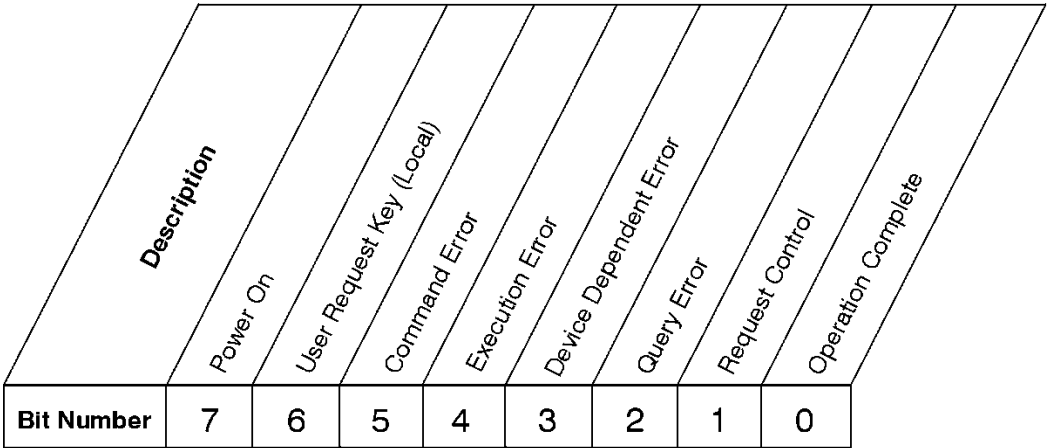 Description
Power On
User Request Key (Local)
Command Error
Execution Error
Device Dependent Error
Query Error
Request Control
Operation Complete
Bit Number 7 6 5 4 3 2 1 0